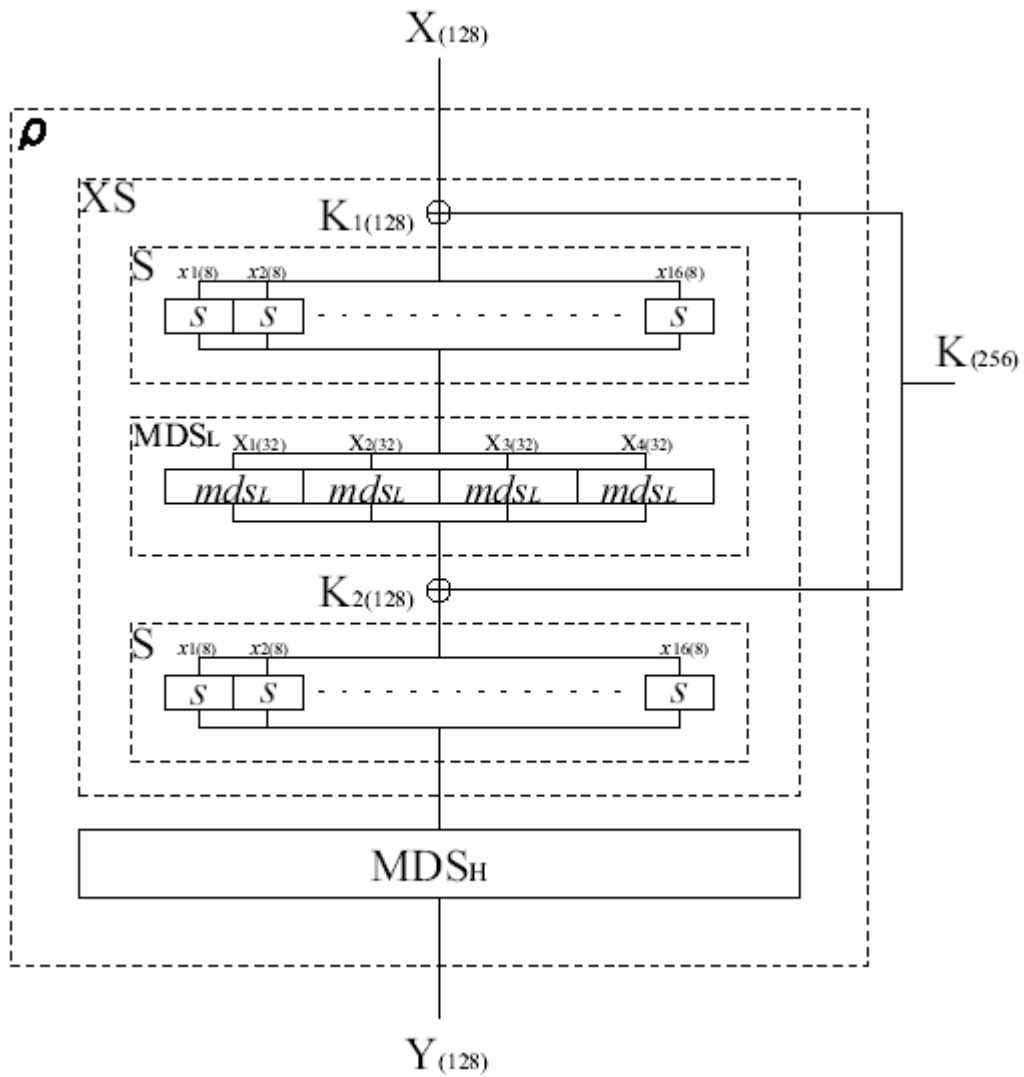 X(128)
ρ
XS
K1(128)
S
x1(8) x2(8) x16(8)
S S S
K(256)
MDSL
X1(32) X2(32) X3(32) X4(32)
mdsL mdsL mdsL mdsL
K2(128)
S
x1(8) x2(8) x16(8)
S S S
MDSH
Y(128)